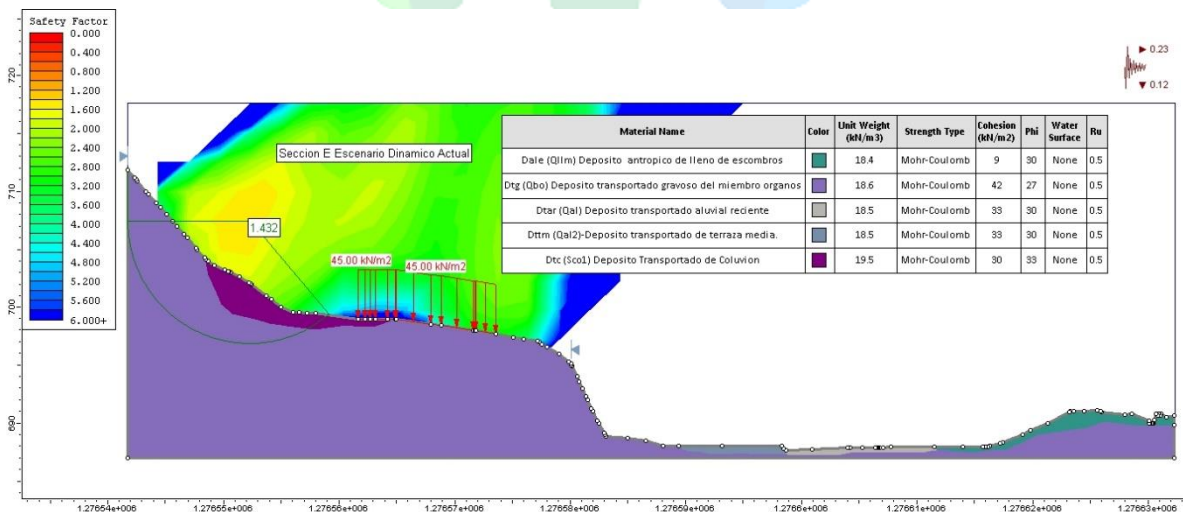 Safety Factor
0.000
0.400
0.800
1.200
1.600
2.000
2.400
2.800
3.200
3.600
4.000
4.400
4.800
5.200
5.600
6.000+
720
710
700
690
0.23
0.12
Seccion E Escenario Dinamico Actual
1.432
45.00 kN/m2
45.00 kN/m2
Material Name Color Unit Weight (kN/m3) Strength Type Cohesion (kN/m2) Phi Water Surface Ru
Dale (Qllm) Deposito antropico de lleno de escombros 18.4 Mohr-Coulomb 9 30 None 0.5
Dtg (Qbo) Deposito transportado gravoso del miembro organos 18.6 Mohr-Coulomb 42 27 None 0.5
Dtar (Qal) Deposito transportado aluvial reciente 18.5 Mohr-Coulomb 33 30 None 0.5
Dttm (Qal2)-Deposito transportado de terraza media. 18.5 Mohr-Coulomb 33 30 None 0.5
Dtc (Sco1) Deposito Transportado de Coluvion 19.5 Mohr-Coulomb 30 33 None 0.5
1.27654e+006 1.27655e+006 1.27656e+006 1.27657e+006 1.27658e+006 1.27659e+006 1.2766e+006 1.27661e+006 1.27662e+006 1.27663e+006